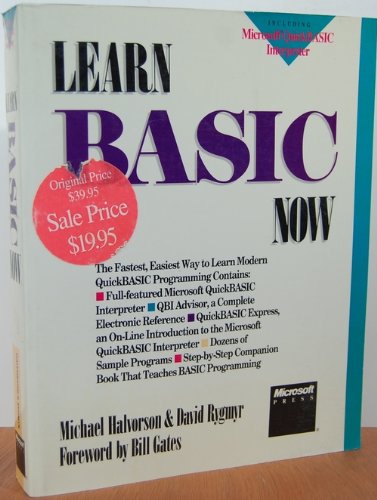 INCLUDING
Microsoft QuickBASIC
Interpreter
LEARN
BASIC
NOW
Original Price
$39.95
Sale Price
$19.95
The Fastest, Easiest Way to Learn Modern
QuickBASIC Programming Contains:
Full-featured Microsoft QuickBASIC
Interpreter QBI Advisor, a Complete
Electronic Reference QuickBASIC Express,
an On-Line Introduction to the Microsoft
QuickBASIC Interpreter Dozens of
Sample Programs Step-by-Step Companion
Book That Teaches BASIC Programming
Michael Halvorson & David Rygmyr
Foreword by Bill Gates
Microsoft
PRESS
LEARN
BASIC
NOW